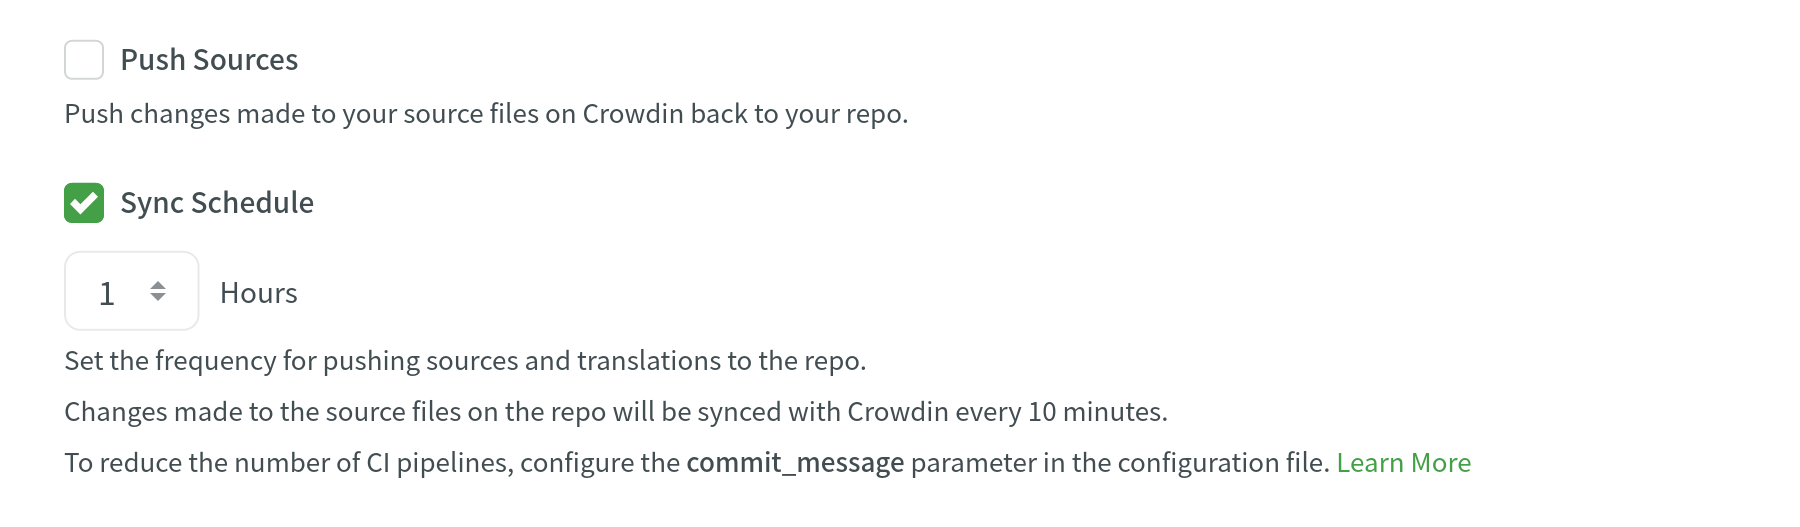 Push Sources
Push changes made to your source files on Crowdin back to your repo.
Sync Schedule
1 Hours
Set the frequency for pushing sources and translations to the repo.
Changes made to the source files on the repo will be synced with Crowdin every 10 minutes.
To reduce the number of CI pipelines, configure the commit_message parameter in the configuration file. Learn More